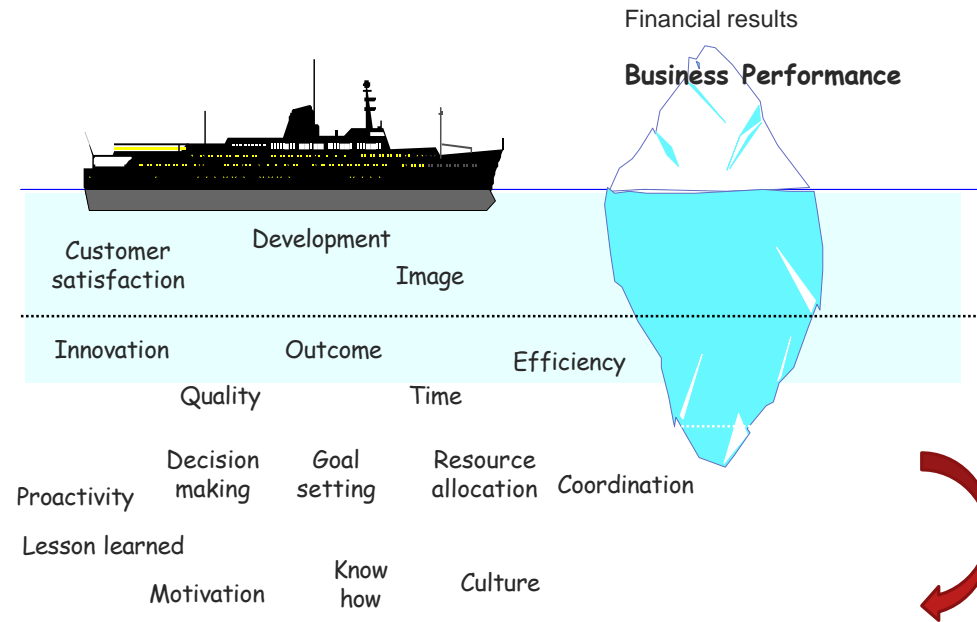 Financial results
Business Performance
Development
Customer
satisfaction
Image
Innovation
Outcome
Efficiency
Quality
Time
Decision
making
Goal
setting
Resource
allocation
Coordination
Proactivity
Lesson learned
Motivation
Know
how
Culture